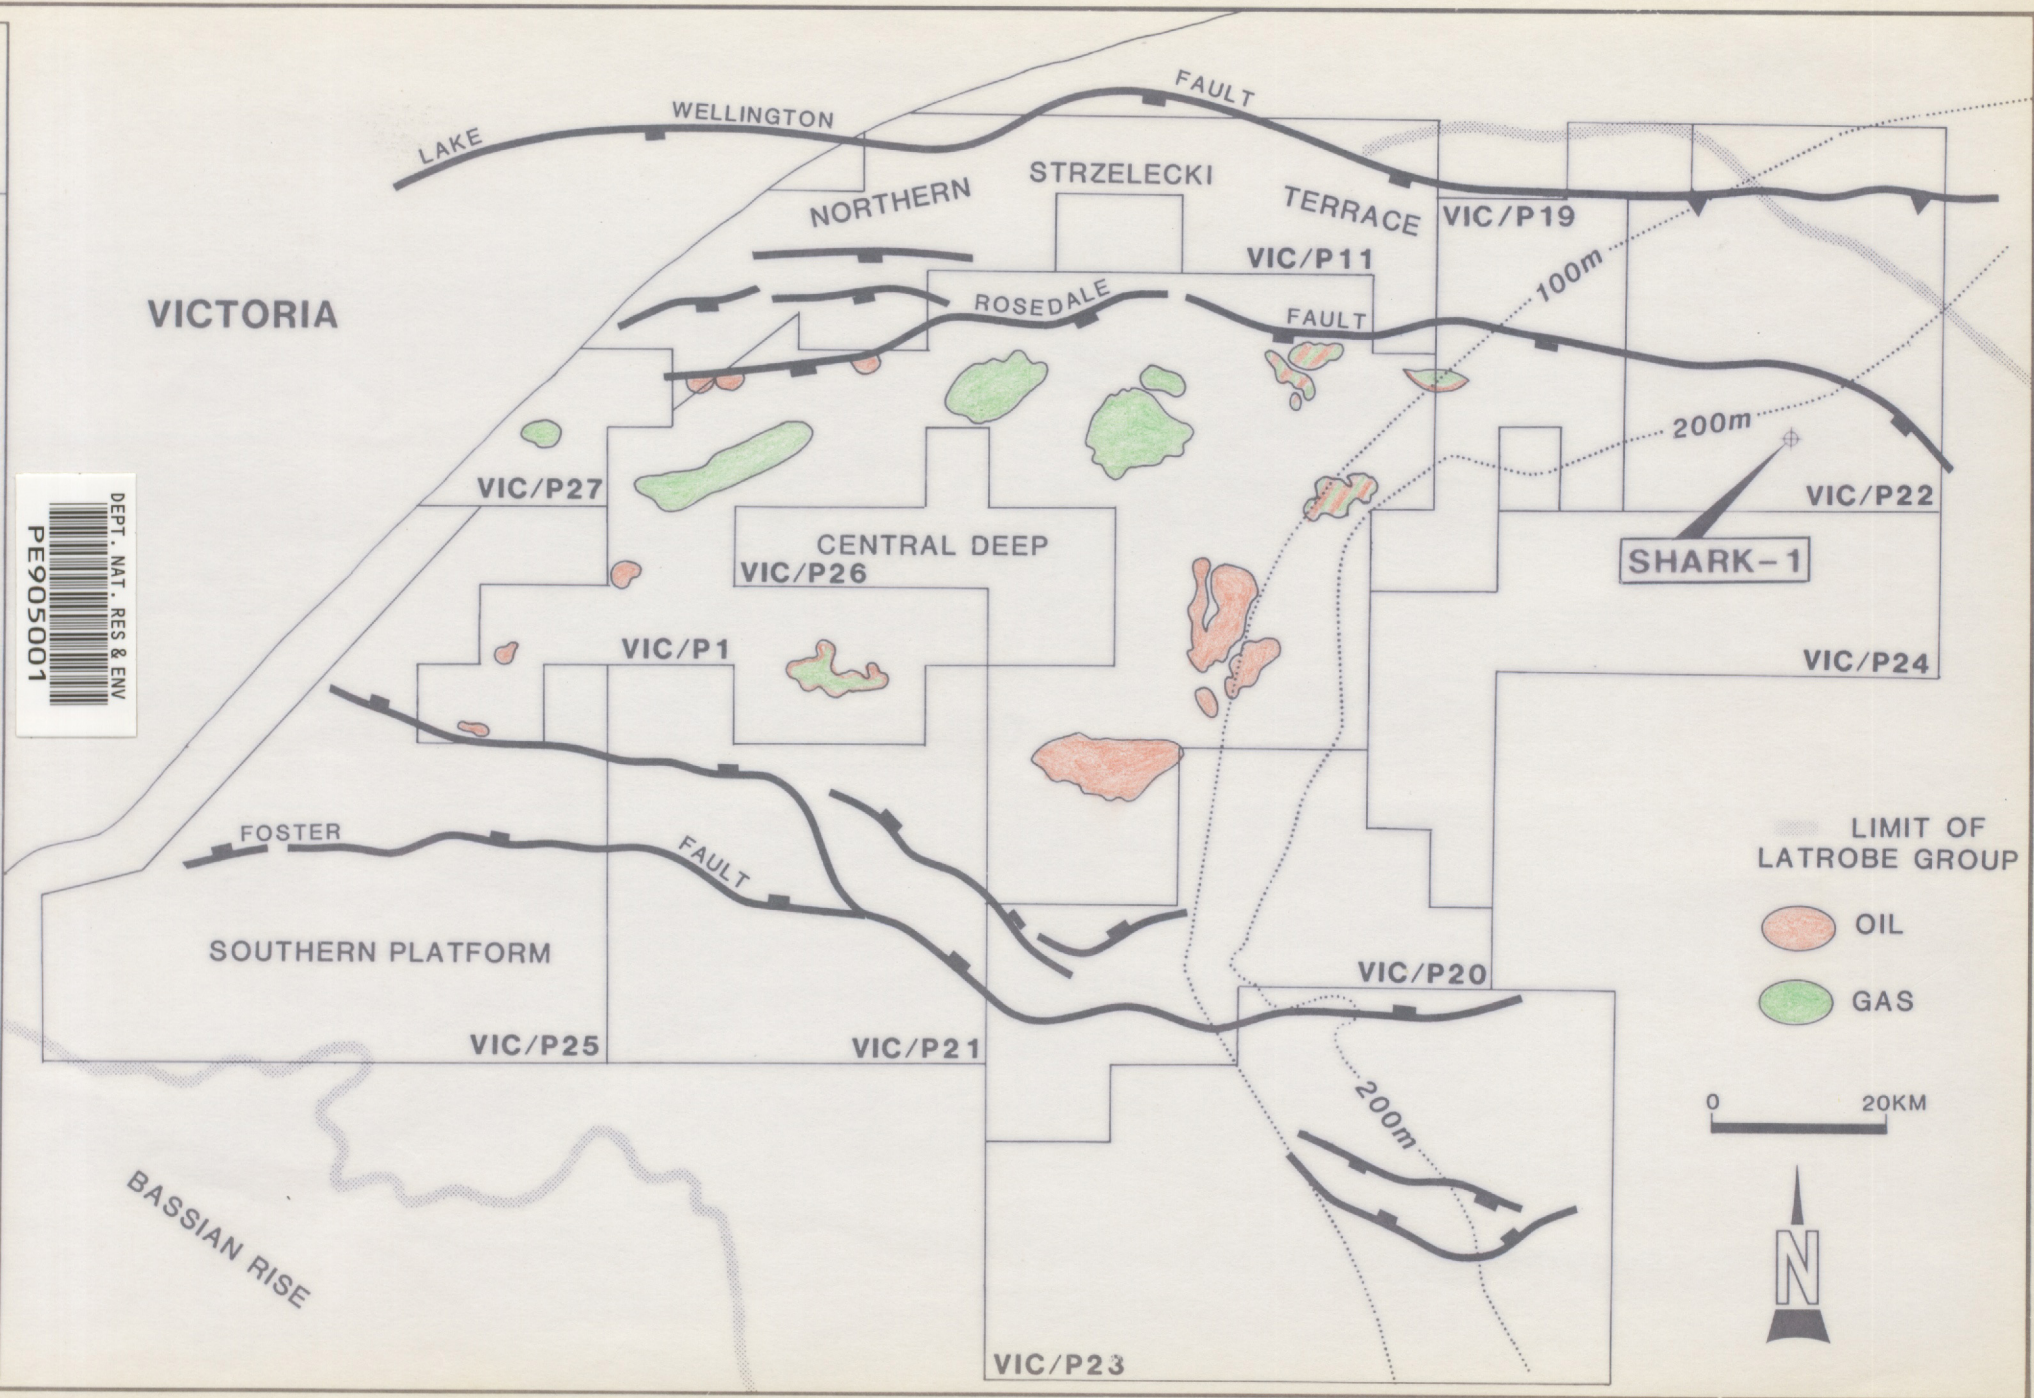 LAKE
WELLINGTON
FAULT
STRZELECKI
NORTHERN
TERRACE
VIC/P19
VIC/P11
100m
ROSEDALE
FAULT
VICTORIA
200m
VIC/P27
VIC/P22
DEPT. NAT. RES & ENV
PE905001
CENTRAL DEEP
VIC/P26
SHARK-1
VIC/P1
VIC/P24
FOSTER
FAULT
LIMIT OF
LATROBE GROUP
OIL
SOUTHERN PLATFORM
VIC/P20
GAS
VIC/P25
VIC/P21
200m
0 20KM
BASSIAN RISE
N
VIC/P23